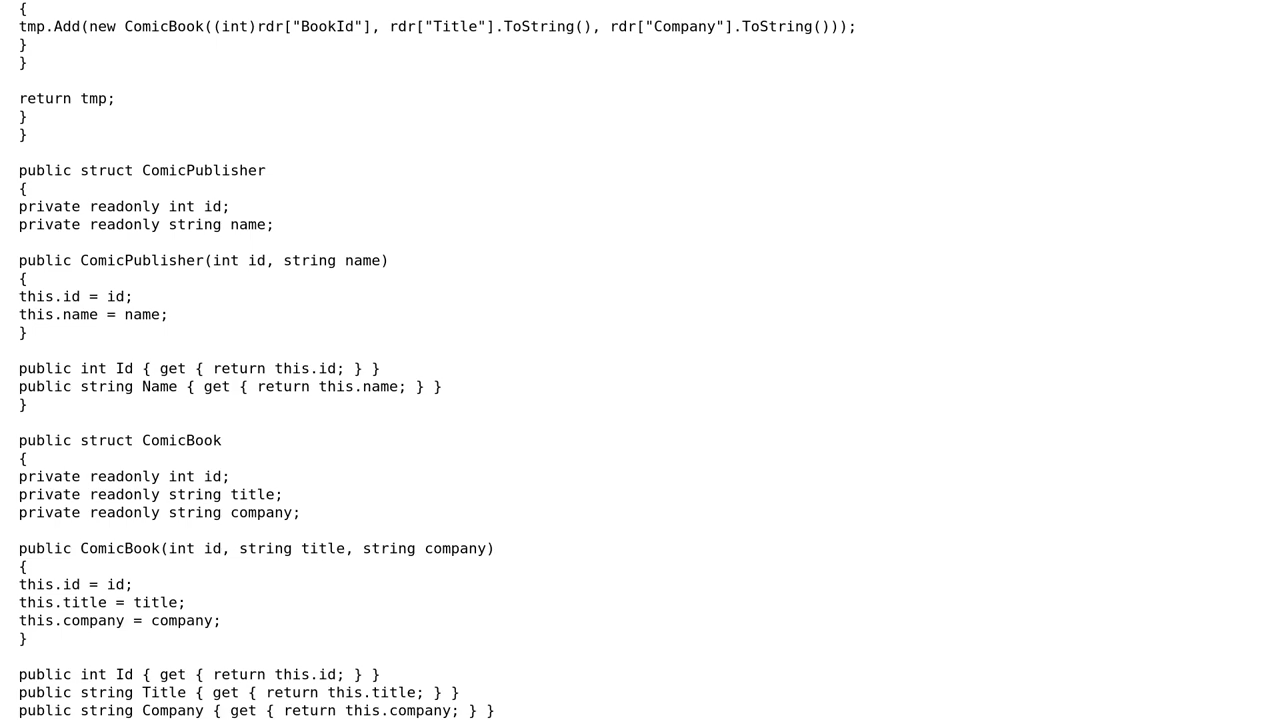 {
tmp.Add(new ComicBook((int)rdr["BookId"], rdr["Title"].ToString(), rdr["Company"].ToString()));
}
}
return tmp;
}
}
public struct ComicPublisher
{
private readonly int id;
private readonly string name;
public ComicPublisher(int id, string name)
{
this.id = id;
this.name = name;
}
public int Id { get { return this.id; } }
public string Name { get { return this.name; } }
}
public struct ComicBook
{
private readonly int id;
private readonly string title;
private readonly string company;
public ComicBook(int id, string title, string company)
{
this.id = id;
this.title = title;
this.company = company;
}
public int Id { get { return this.id; } }
public string Title { get { return this.title; } }
public string Company { get { return this.company; } }